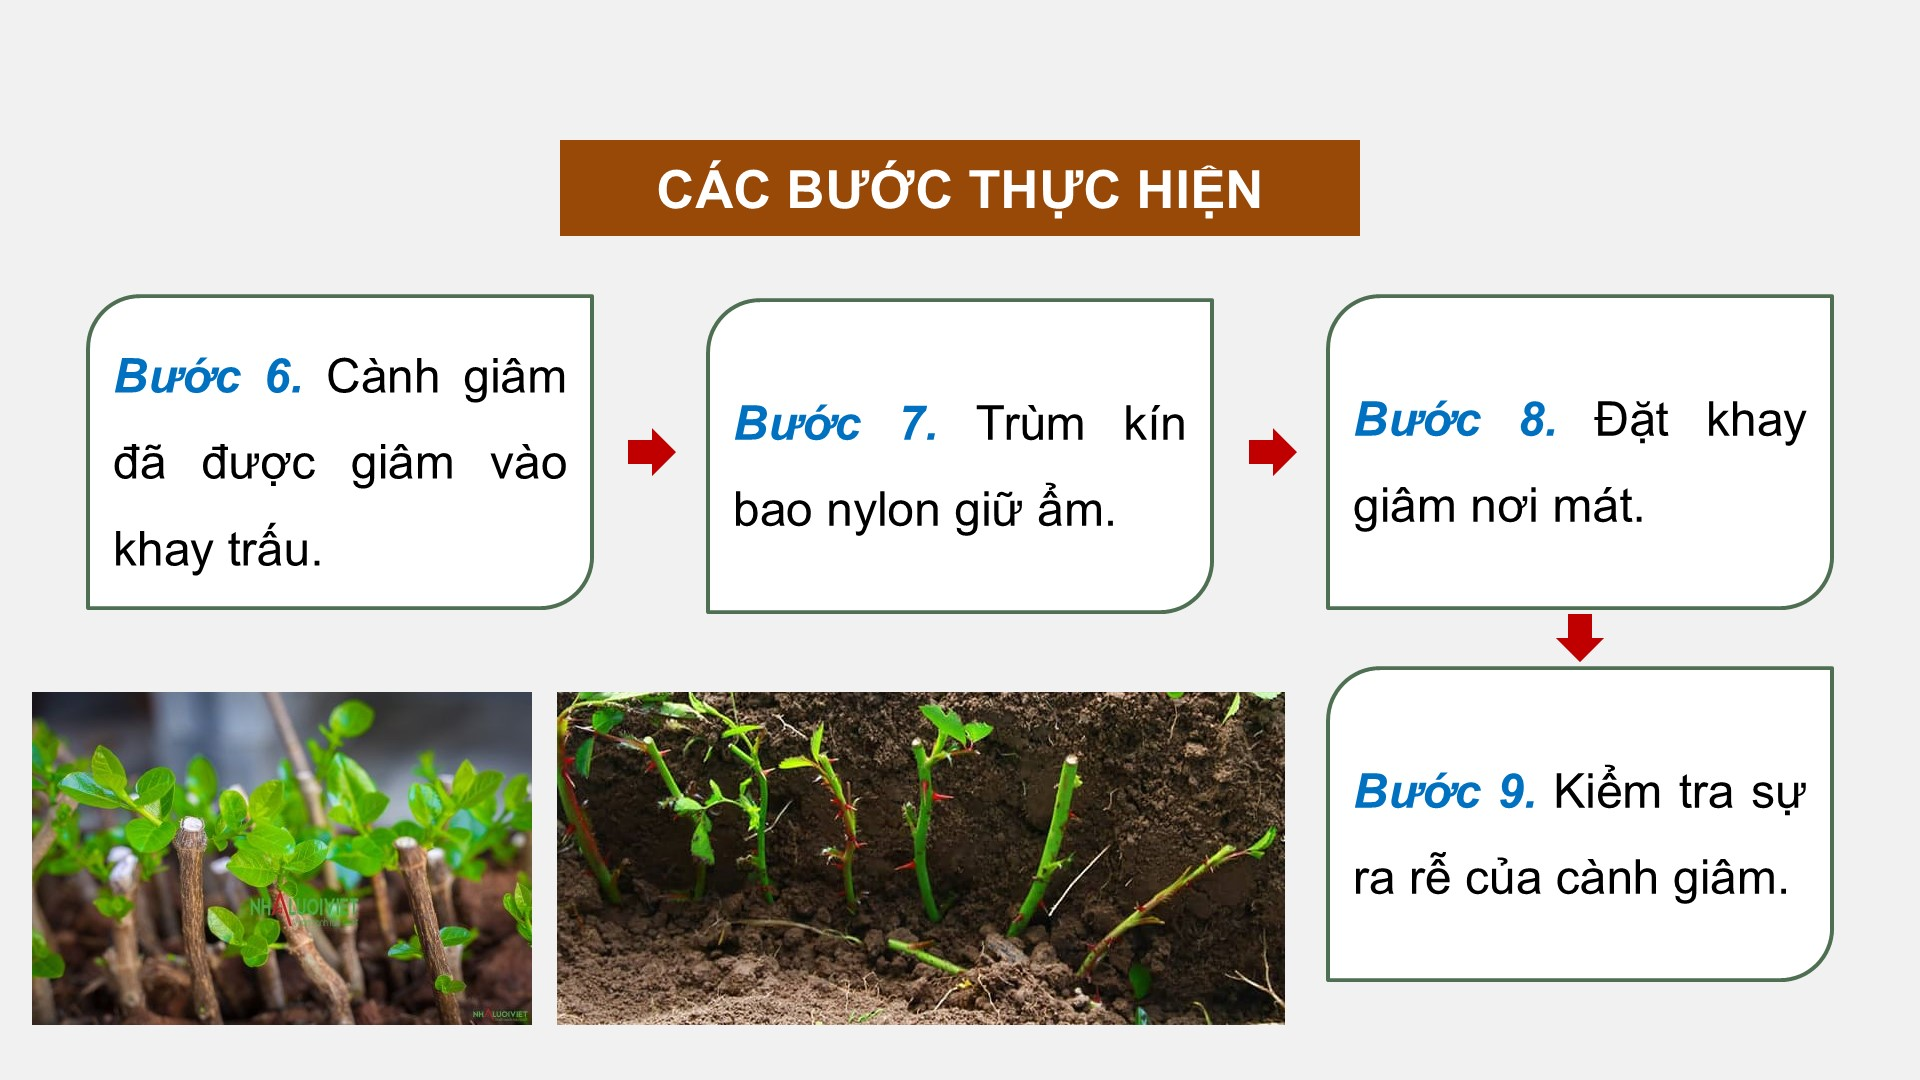 CÁC BƯỚC THỰC HIỆN
Bước 6. Cành giâm
đã được giâm vào
khay trấu.
Bước 7. Trùm kín
bao nylon giữ ẩm.
Bước 8. Đặt khay
giâm nơi mát.
Bước 9. Kiểm tra sự
ra rễ của cành giâm.
NHALUOIVIET
NHALUOIVIET